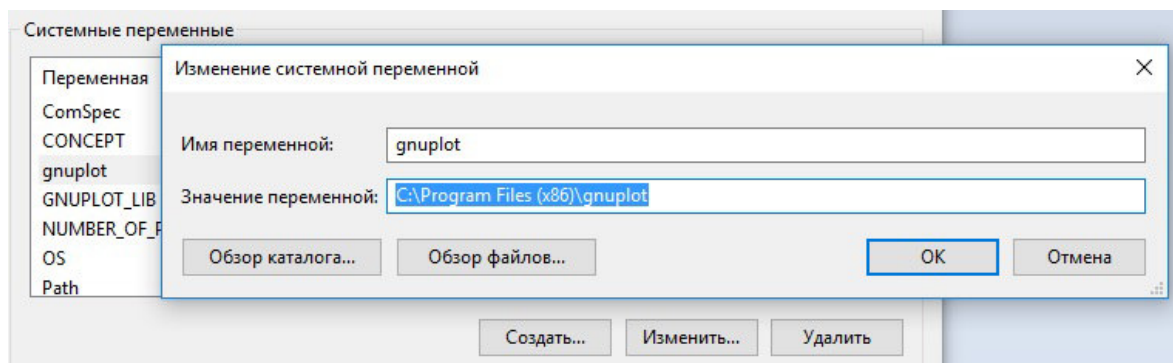 Системные переменные
Переменная
ComSpec
CONCEPT
gnuplot
GNUPLOT_LIB
OS
Path
Изменение системной переменной
Имя переменной: gnuplot
Значение переменной: C:\Program Files (x86)\gnuplot
Обзор каталога... Обзор файлов... OK Отмена
Создать... Изменить... Удалить